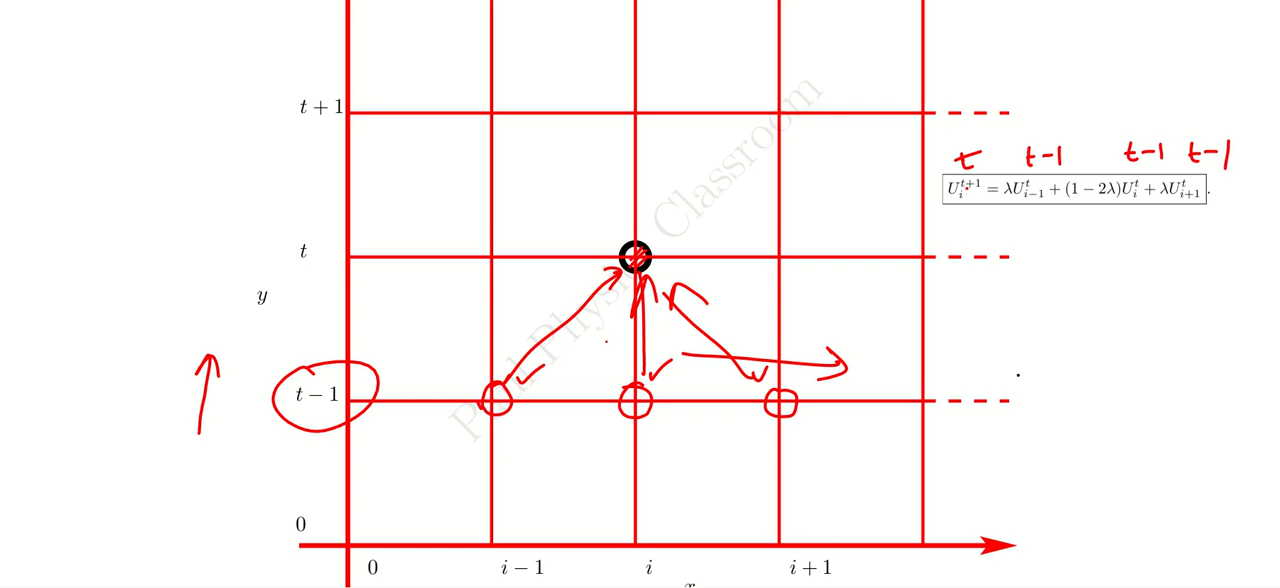 t + 1
t t-1 t-1 t-1
U_i^{t+1} = λU_{i-1}^t + (1 - 2λ)U_i^t + λU_{i+1}^t.
t
y
t - 1
0
0 i - 1 i i + 1
x
Physics Classroom